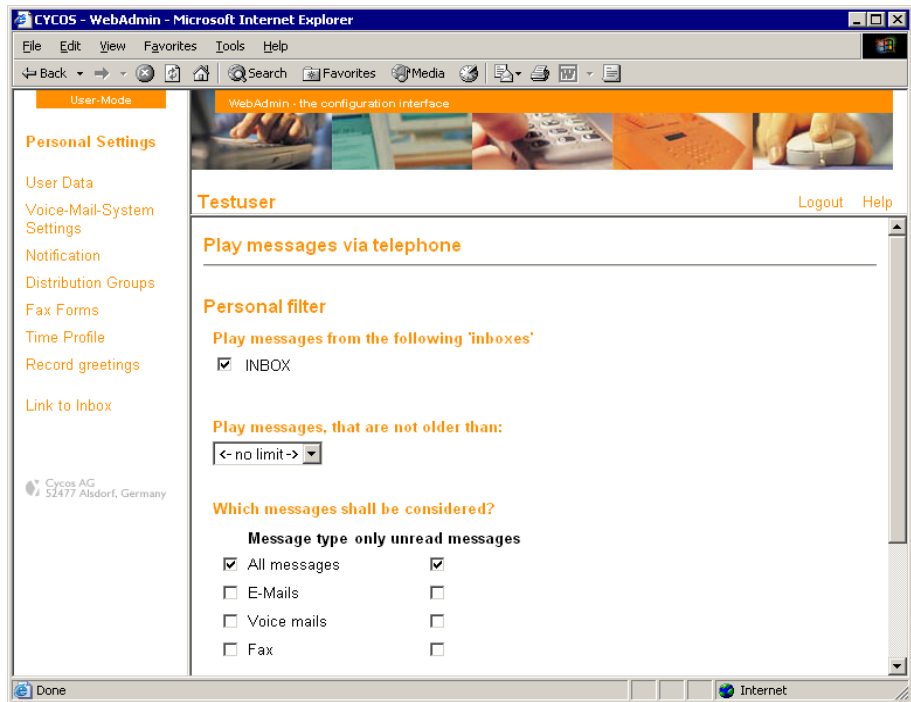 CYCOS - WebAdmin - Microsoft Internet Explorer
File Edit View Favorites Tools Help
Back Search Favorites Media
User-Mode
WebAdmin - the configuration interface
Personal Settings
User Data
Voice-Mail-System
Settings
Notification
Distribution Groups
Fax Forms
Time Profile
Record greetings
Link to Inbox
Cycos AG
52477 Alsdorf, Germany
Testuser
Logout Help
Play messages via telephone
Personal filter
Play messages from the following 'inboxes'
INBOX
Play messages, that are not older than:
<- no limit ->
Which messages shall be considered?
Message type only unread messages
All messages
E-Mails
Voice mails
Fax
Done
Internet